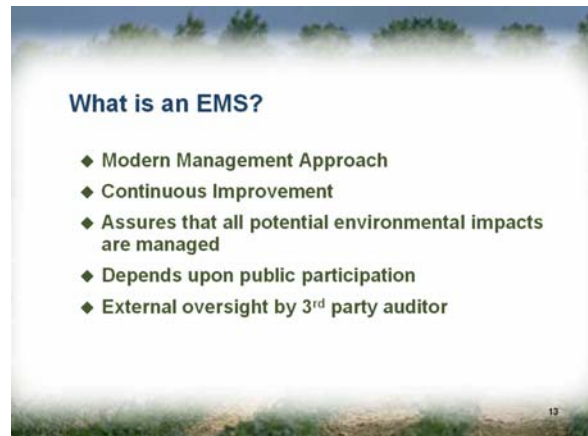 What is an EMS?
◆ Modern Management Approach
◆ Continuous Improvement
◆ Assures that all potential environmental impacts
are managed
◆ Depends upon public participation
◆ External oversight by 3rd party auditor
13